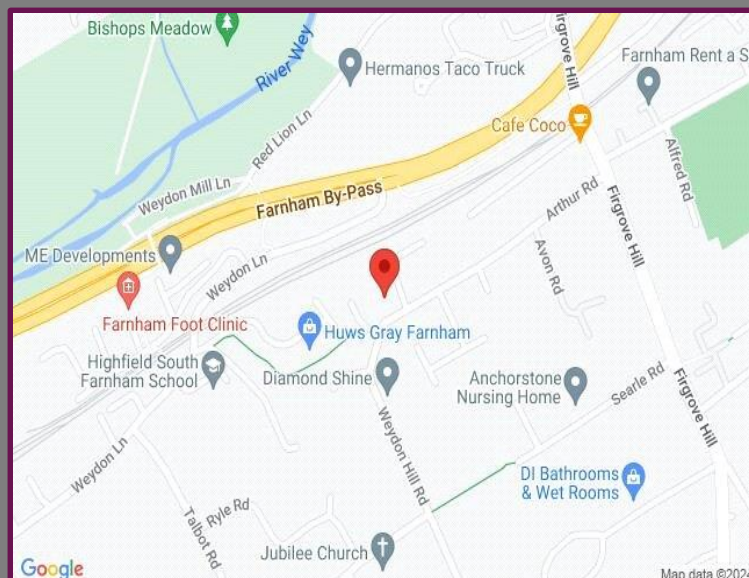 Bishops Meadow
River Wey
Hermanos Taco Truck
Firgrove Hill
Farnham Rent a S
Cafe Coco
Red Lion Ln
Alfred Rd
Weydon Mill Ln
Farnham By-Pass
Arthur Rd
ME Developments
Weydon Ln
Avon Rd
Firgrove Hill
Farnham Foot Clinic
Huws Gray Farnham
Highfield South
Farnham School
Diamond Shine
Anchorstone
Nursing Home
Searle Rd
Firgrove Hill
Weydon Ln
Weydon Hill Rd
DI Bathrooms
& Wet Rooms
Ryle Rd
Talbot Rd
Jubilee Church
Google
Map data ©2024